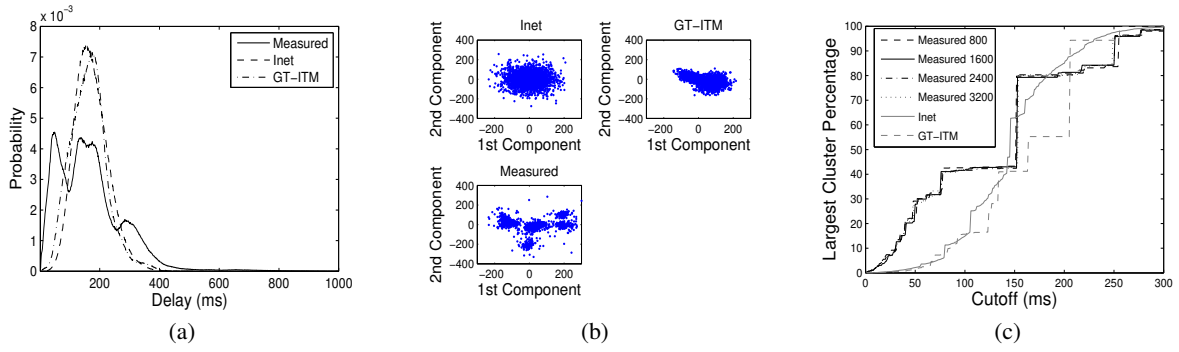 8 x 10⁻³
7
6
5
4
3
2
1
0
Probability
200 400 600 800 1000
Delay (ms)
Measured
Inet
GT−ITM
(a)
Inet
400
200
0
−200
−400
2nd Component
−200 0 200
1st Component
GT−ITM
400
200
0
−200
−400
2nd Component
−200 0 200
1st Component
Measured
400
200
0
−200
−400
2nd Component
−200 0 200
1st Component
(b)
100
90
80
70
60
50
40
30
20
10
0
Largest Cluster Percentage
0 50 100 150 200 250 300
Cutoff (ms)
Measured 800
Measured 1600
Measured 2400
Measured 3200
Inet
GT−ITM
(c)